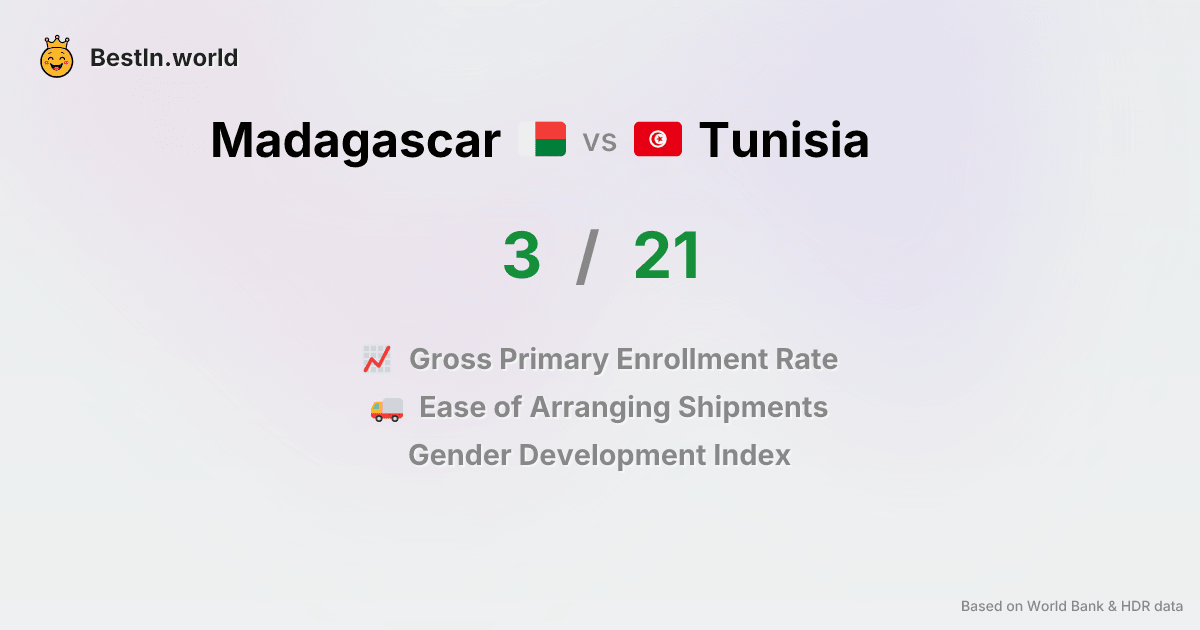 BestIn.world
Madagascar vs Tunisia
3 / 21
Gross Primary Enrollment Rate
Ease of Arranging Shipments
Gender Development Index
Based on World Bank & HDR data